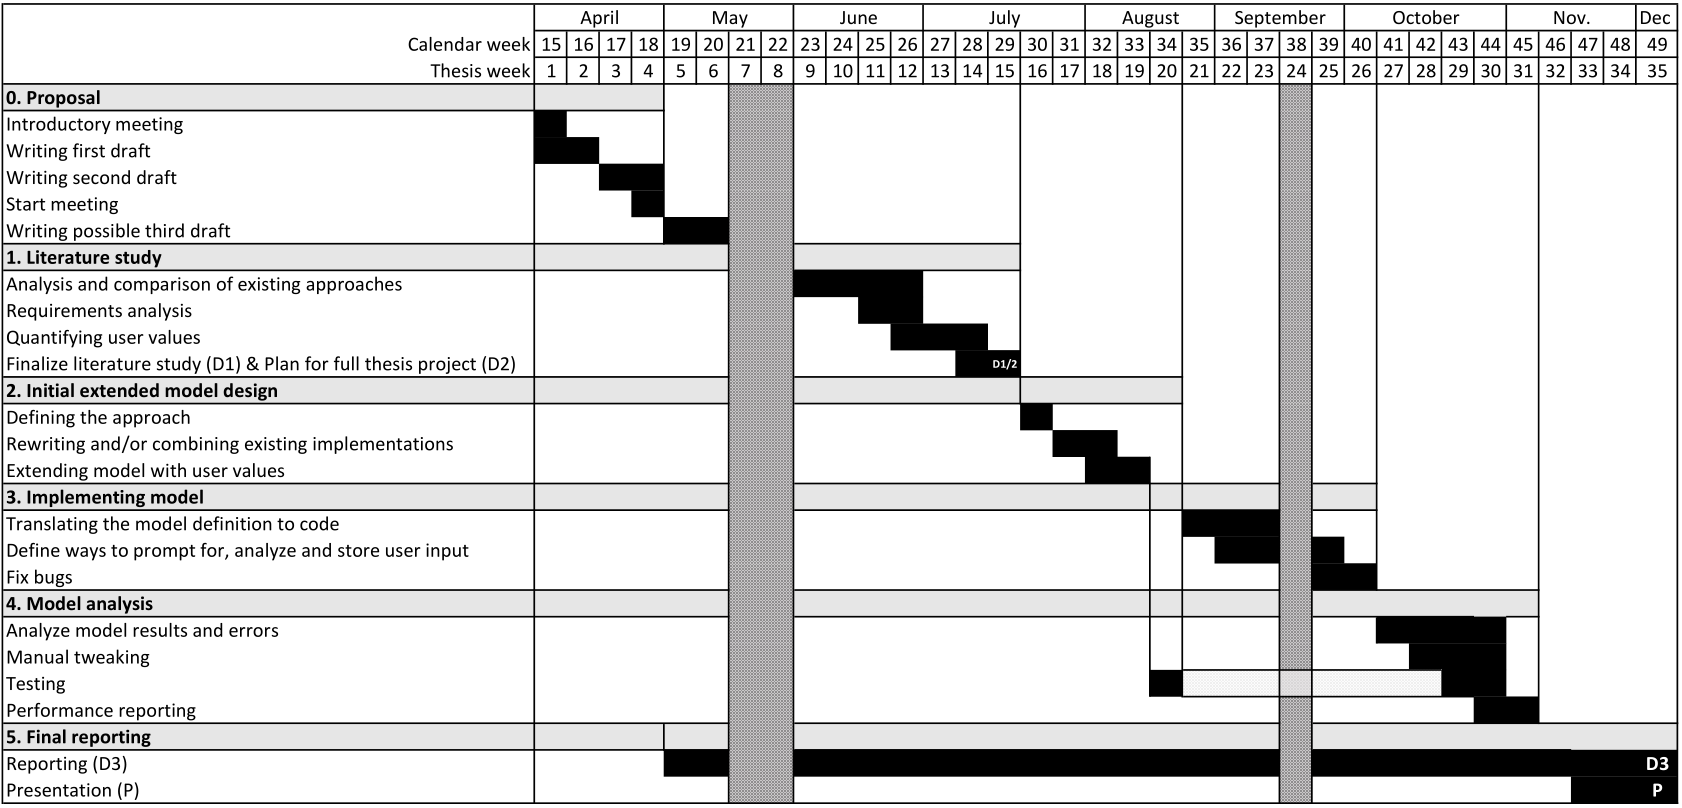 April May June July August September October Nov. Dec
Calendar week 15 16 17 18 19 20 21 22 23 24 25 26 27 28 29 30 31 32 33 34 35 36 37 38 39 40 41 42 43 44 45 46 47 48 49
Thesis week 1 2 3 4 5 6 7 8 9 10 11 12 13 14 15 16 17 18 19 20 21 22 23 24 25 26 27 28 29 30 31 32 33 34 35
0. Proposal
Introductory meeting
Writing first draft
Writing second draft
Start meeting
Writing possible third draft
1. Literature study
Analysis and comparison of existing approaches
Requirements analysis
Quantifying user values
Finalize literature study (D1) & Plan for full thesis project (D2) D1/2
2. Initial extended model design
Defining the approach
Rewriting and/or combining existing implementations
Extending model with user values
3. Implementing model
Translating the model definition to code
Define ways to prompt for, analyze and store user input
Fix bugs
4. Model analysis
Analyze model results and errors
Manual tweaking
Testing
Performance reporting
5. Final reporting
Reporting (D3) D3
Presentation (P) P